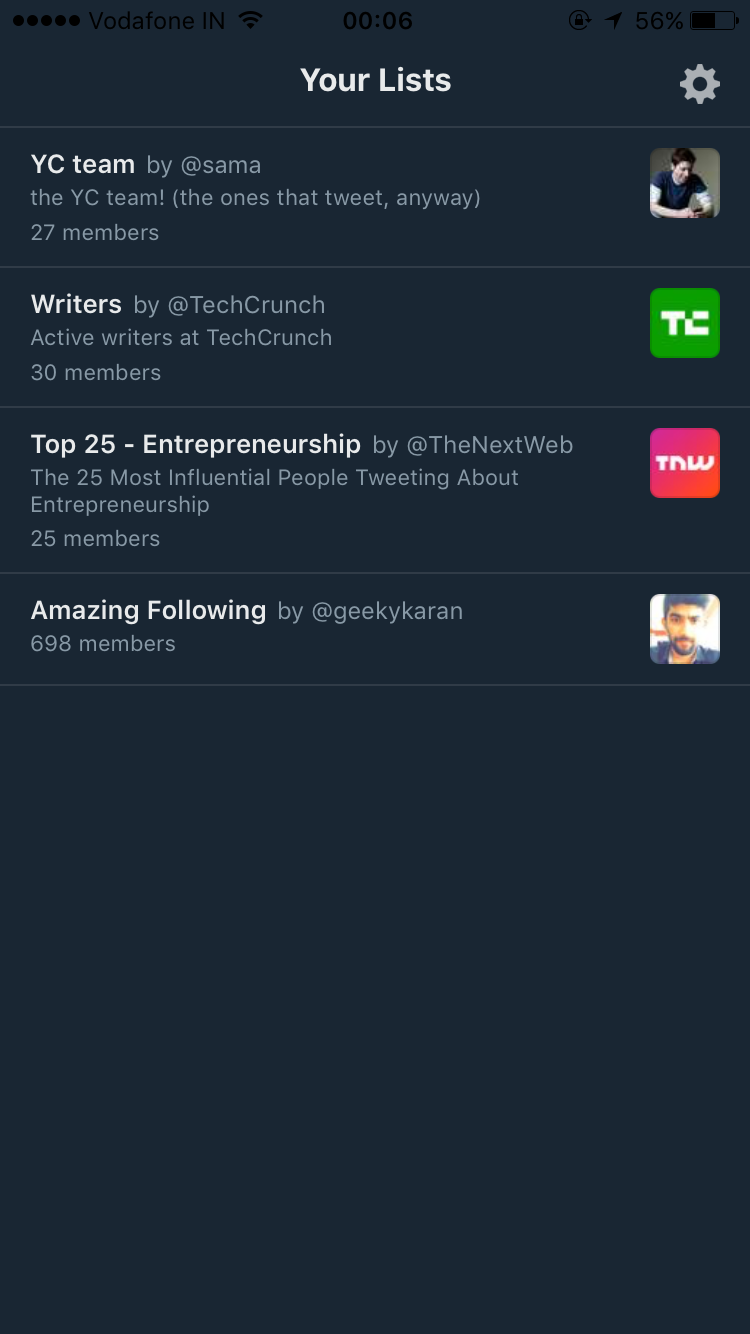 Vodafone IN 00:06 56%
Your Lists
YC team by @sama
the YC team! (the ones that tweet, anyway)
27 members
Writers by @TechCrunch
Active writers at TechCrunch
30 members
TC
Top 25 - Entrepreneurship by @TheNextWeb
The 25 Most Influential People Tweeting About
Entrepreneurship
25 members
TNW
Amazing Following by @geekykaran
698 members